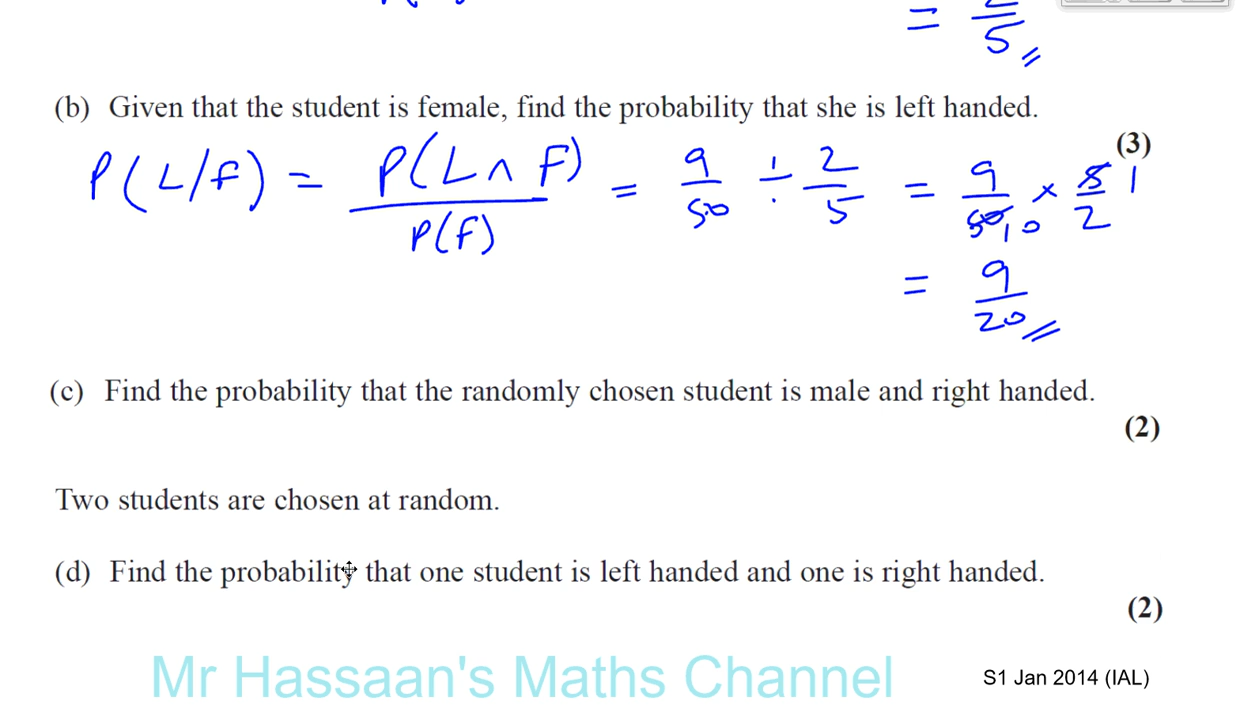 = 2/5
(b) Given that the student is female, find the probability that she is left handed.
(3)
P(L/F) = P(L ∩ F)/P(F) = 9/50 ÷ 2/5 = 9/50 10 × 5/2 1
= 9/20
(c) Find the probability that the randomly chosen student is male and right handed.
(2)
Two students are chosen at random.
(d) Find the probability that one student is left handed and one is right handed.
(2)
Mr Hassaan's Maths Channel
S1 Jan 2014 (IAL)